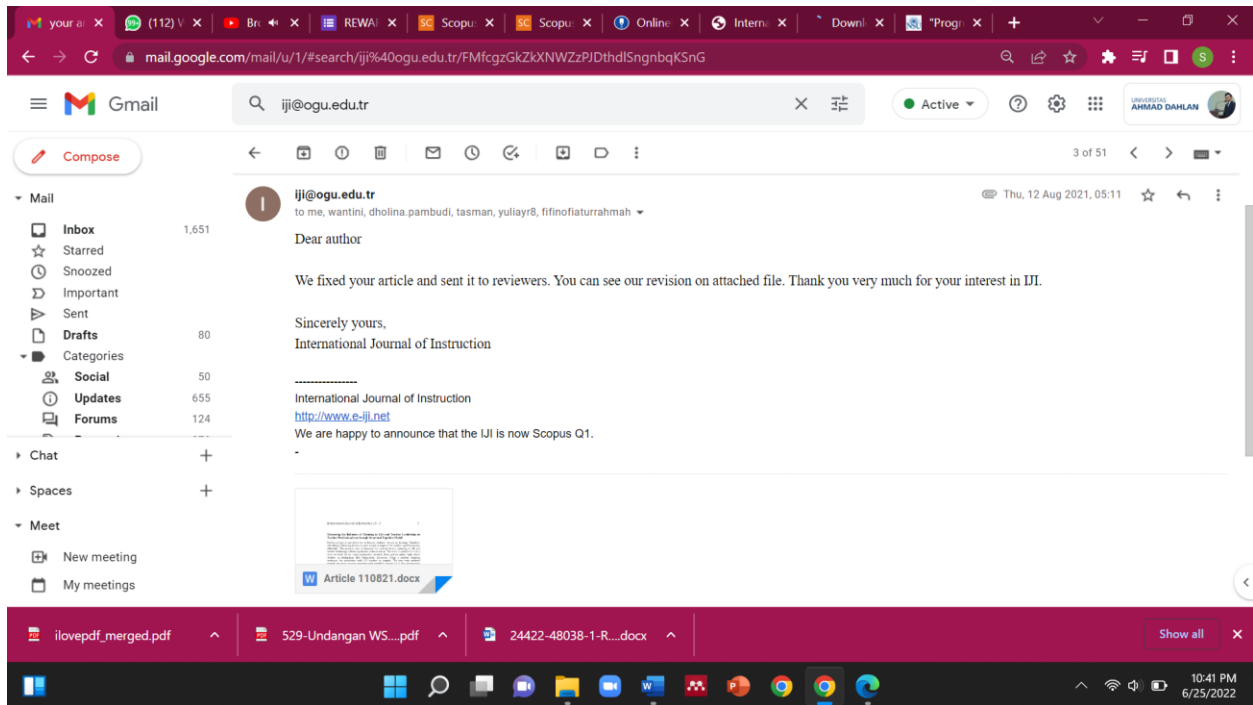 your ar
(112) V
Bro
REWAI
Scopus
Scopus
Online
Interna
Downl
"Progr
mail.google.com/mail/u/1/#search/iji%40ogu.edu.tr/FMfcgzGkZkXNWZzPJDthdlSngnbqKSnG
S
Gmail
iji@ogu.edu.tr
Active
UNIVERSITAS
AHMAD DAHLAN
Compose
3 of 51
Mail
Inbox 1,651
Starred
Snoozed
Important
Sent
Drafts 80
Categories
Social 50
Updates 655
Forums 124
Chat
Spaces
Meet
New meeting
My meetings
I
iji@ogu.edu.tr
Thu, 12 Aug 2021, 05:11
to me, wantini, dholina.pambudi, tasman, yuliayr8, fifinofiaturrahmah
Dear author
We fixed your article and sent it to reviewers. You can see our revision on attached file. Thank you very much for your interest in IJI.
Sincerely yours,
International Journal of Instruction
----------------
International Journal of Instruction
http://www.e-iji.net
We are happy to announce that the IJI is now Scopus Q1.
-
W Article 110821.docx
ilovepdf_merged.pdf
529-Undangan WS....pdf
24422-48038-1-R....docx
Show all
10:41 PM
6/25/2022